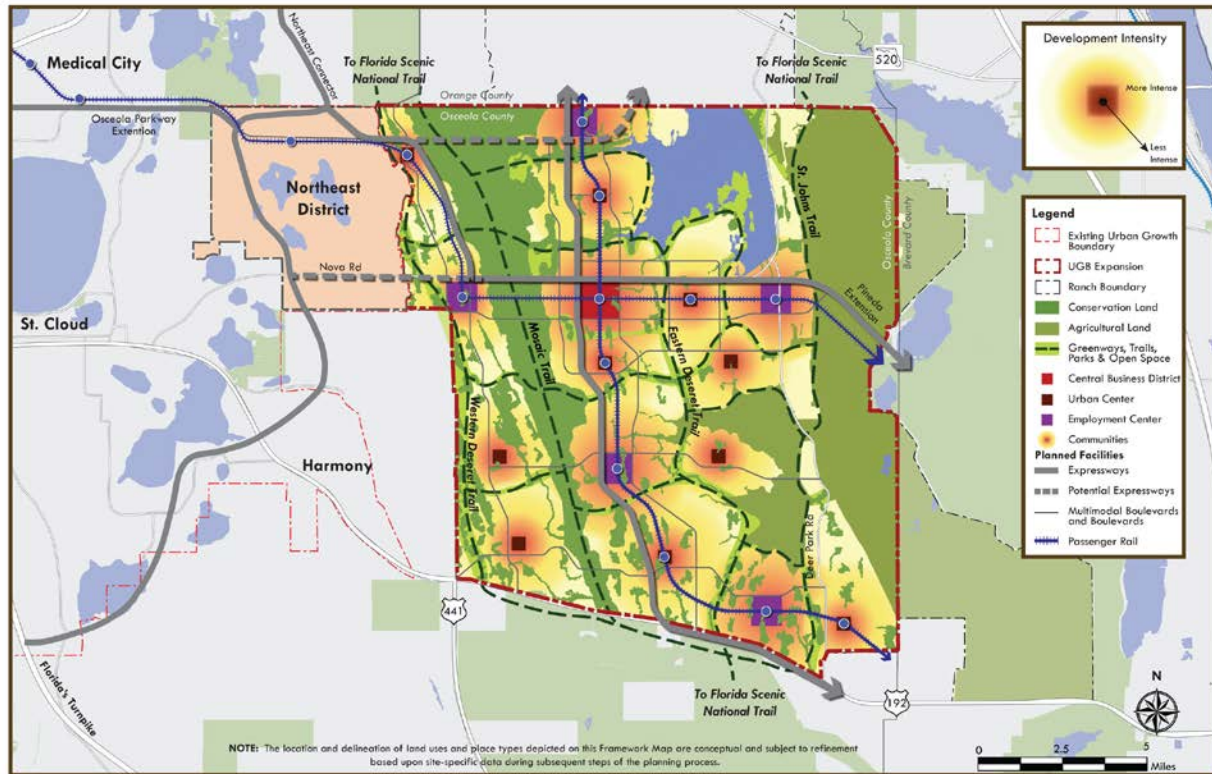 Medical City
Osceola Parkway
Extention
Northeast Connector
To Florida Scenic
National Trail
Orange County
Osceola County
To Florida Scenic
National Trail
520
Northeast
District
Nova Rd
St. Cloud
Harmony
Florida's Turnpike
441
Western Deseret Trail
Mosaic Trail
Eastern Deseret Trail
St. Johns Trail
Deer Park Rd
Osceola County
Brevard County
Pineda
Extension
To Florida Scenic
National Trail
192
Development Intensity
More Intense
Less
Intense
Legend
Existing Urban Growth
Boundary
UGB Expansion
Ranch Boundary
Conservation Land
Agricultural Land
Greenways, Trails,
Parks & Open Space
Central Business District
Urban Center
Employment Center
Communities
Planned Facilities
Expressways
Potential Expressways
Multimodal Boulevards
and Boulevards
Passenger Rail
N
0 2.5 5
Miles
NOTE: The location and delineation of land uses and place types depicted on this Framework Map are conceptual and subject to refinement
based upon site-specific data during subsequent steps of the planning process.